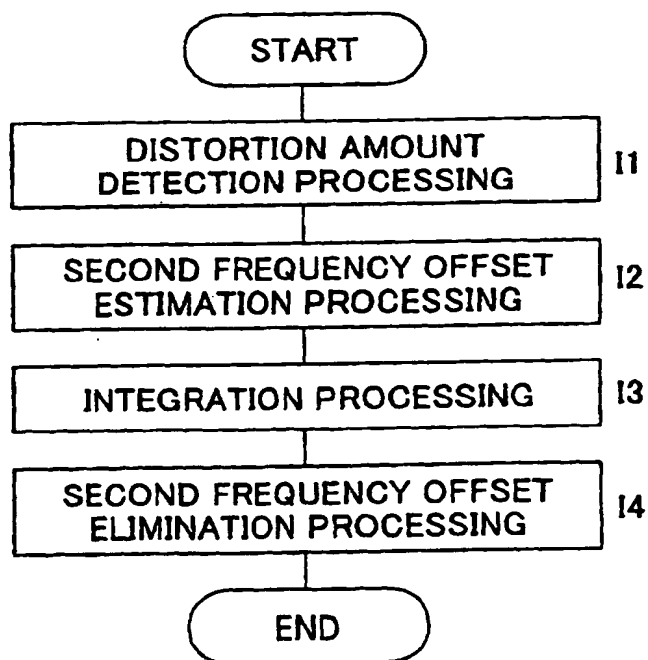 START
DISTORTION AMOUNT
DETECTION PROCESSING
I1
SECOND FREQUENCY OFFSET
ESTIMATION PROCESSING
I2
INTEGRATION PROCESSING
I3
SECOND FREQUENCY OFFSET
ELIMINATION PROCESSING
I4
END